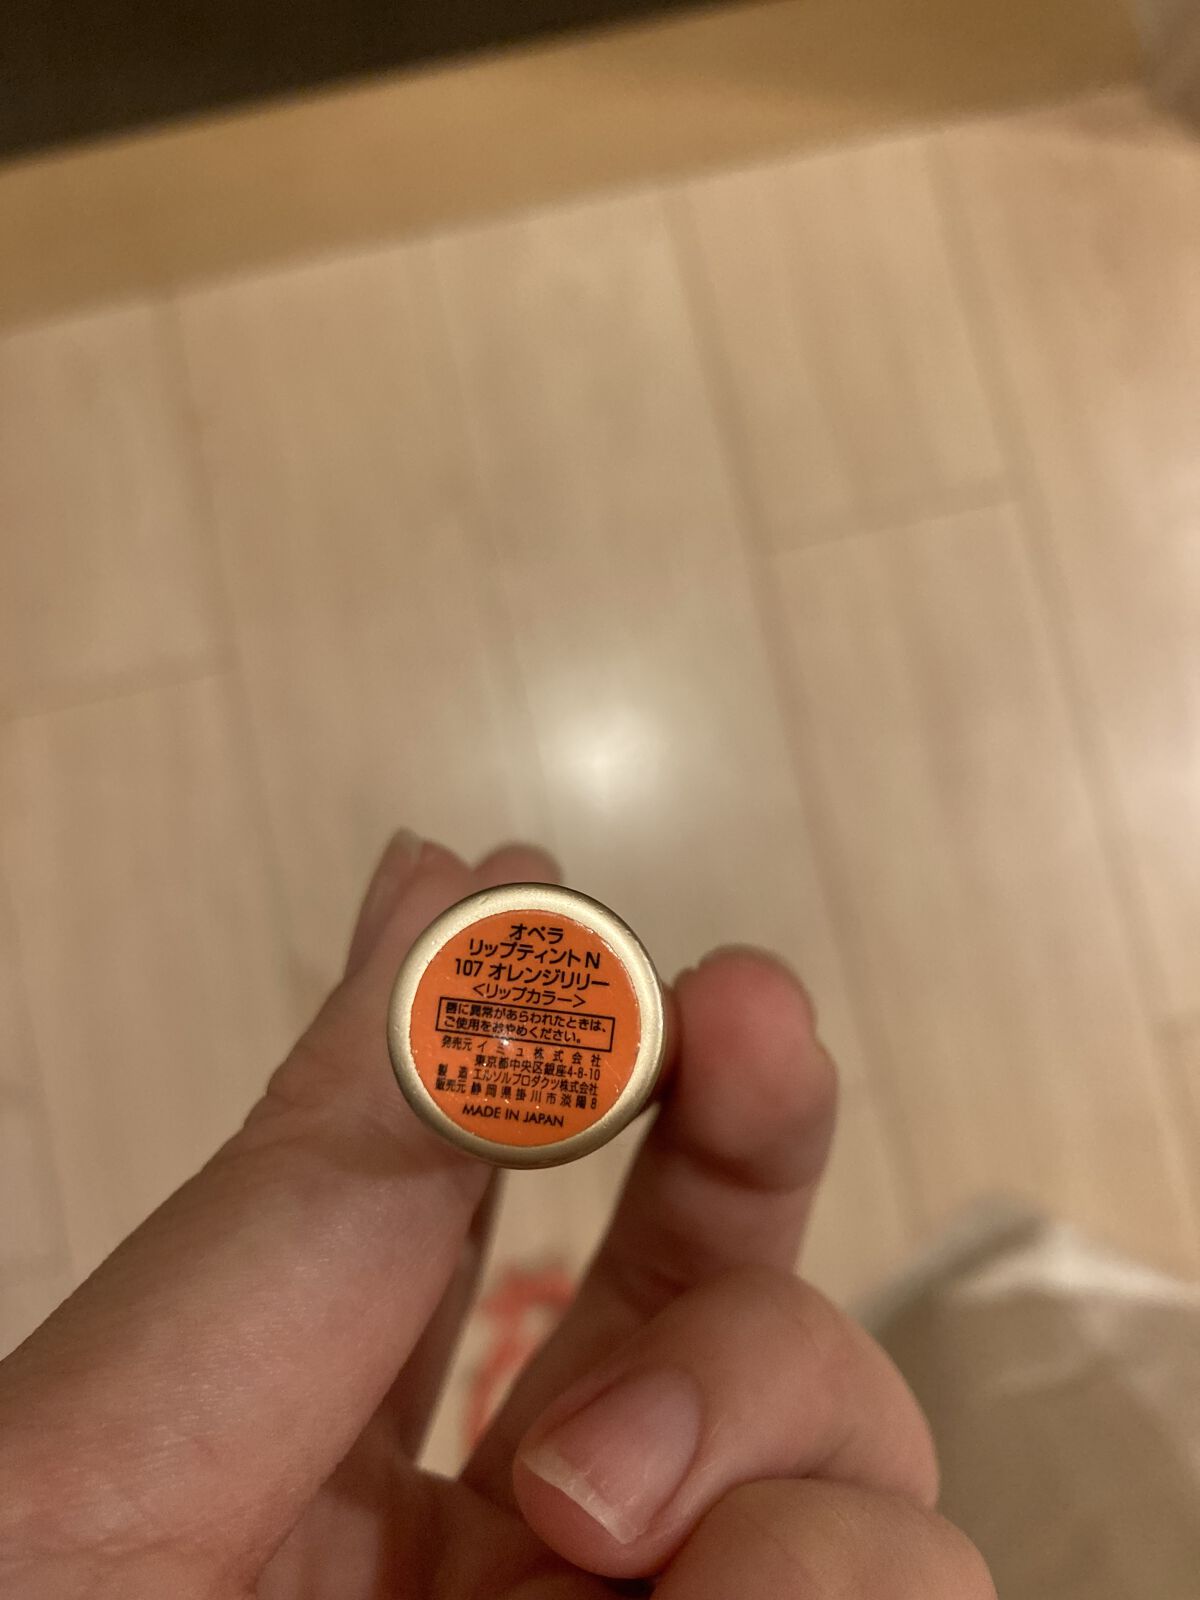 オペラ
リップティントN
107 オレンジリリー
<リップカラー>
唇に異常があらわれたときは、
ご使用をおやめください。
発売元 イミュ株式会社
東京都中央区銀座4-8-10
製造 エルソルプロダクツ株式会社
販売元 静岡県掛川市淡陽8
MADE IN JAPAN